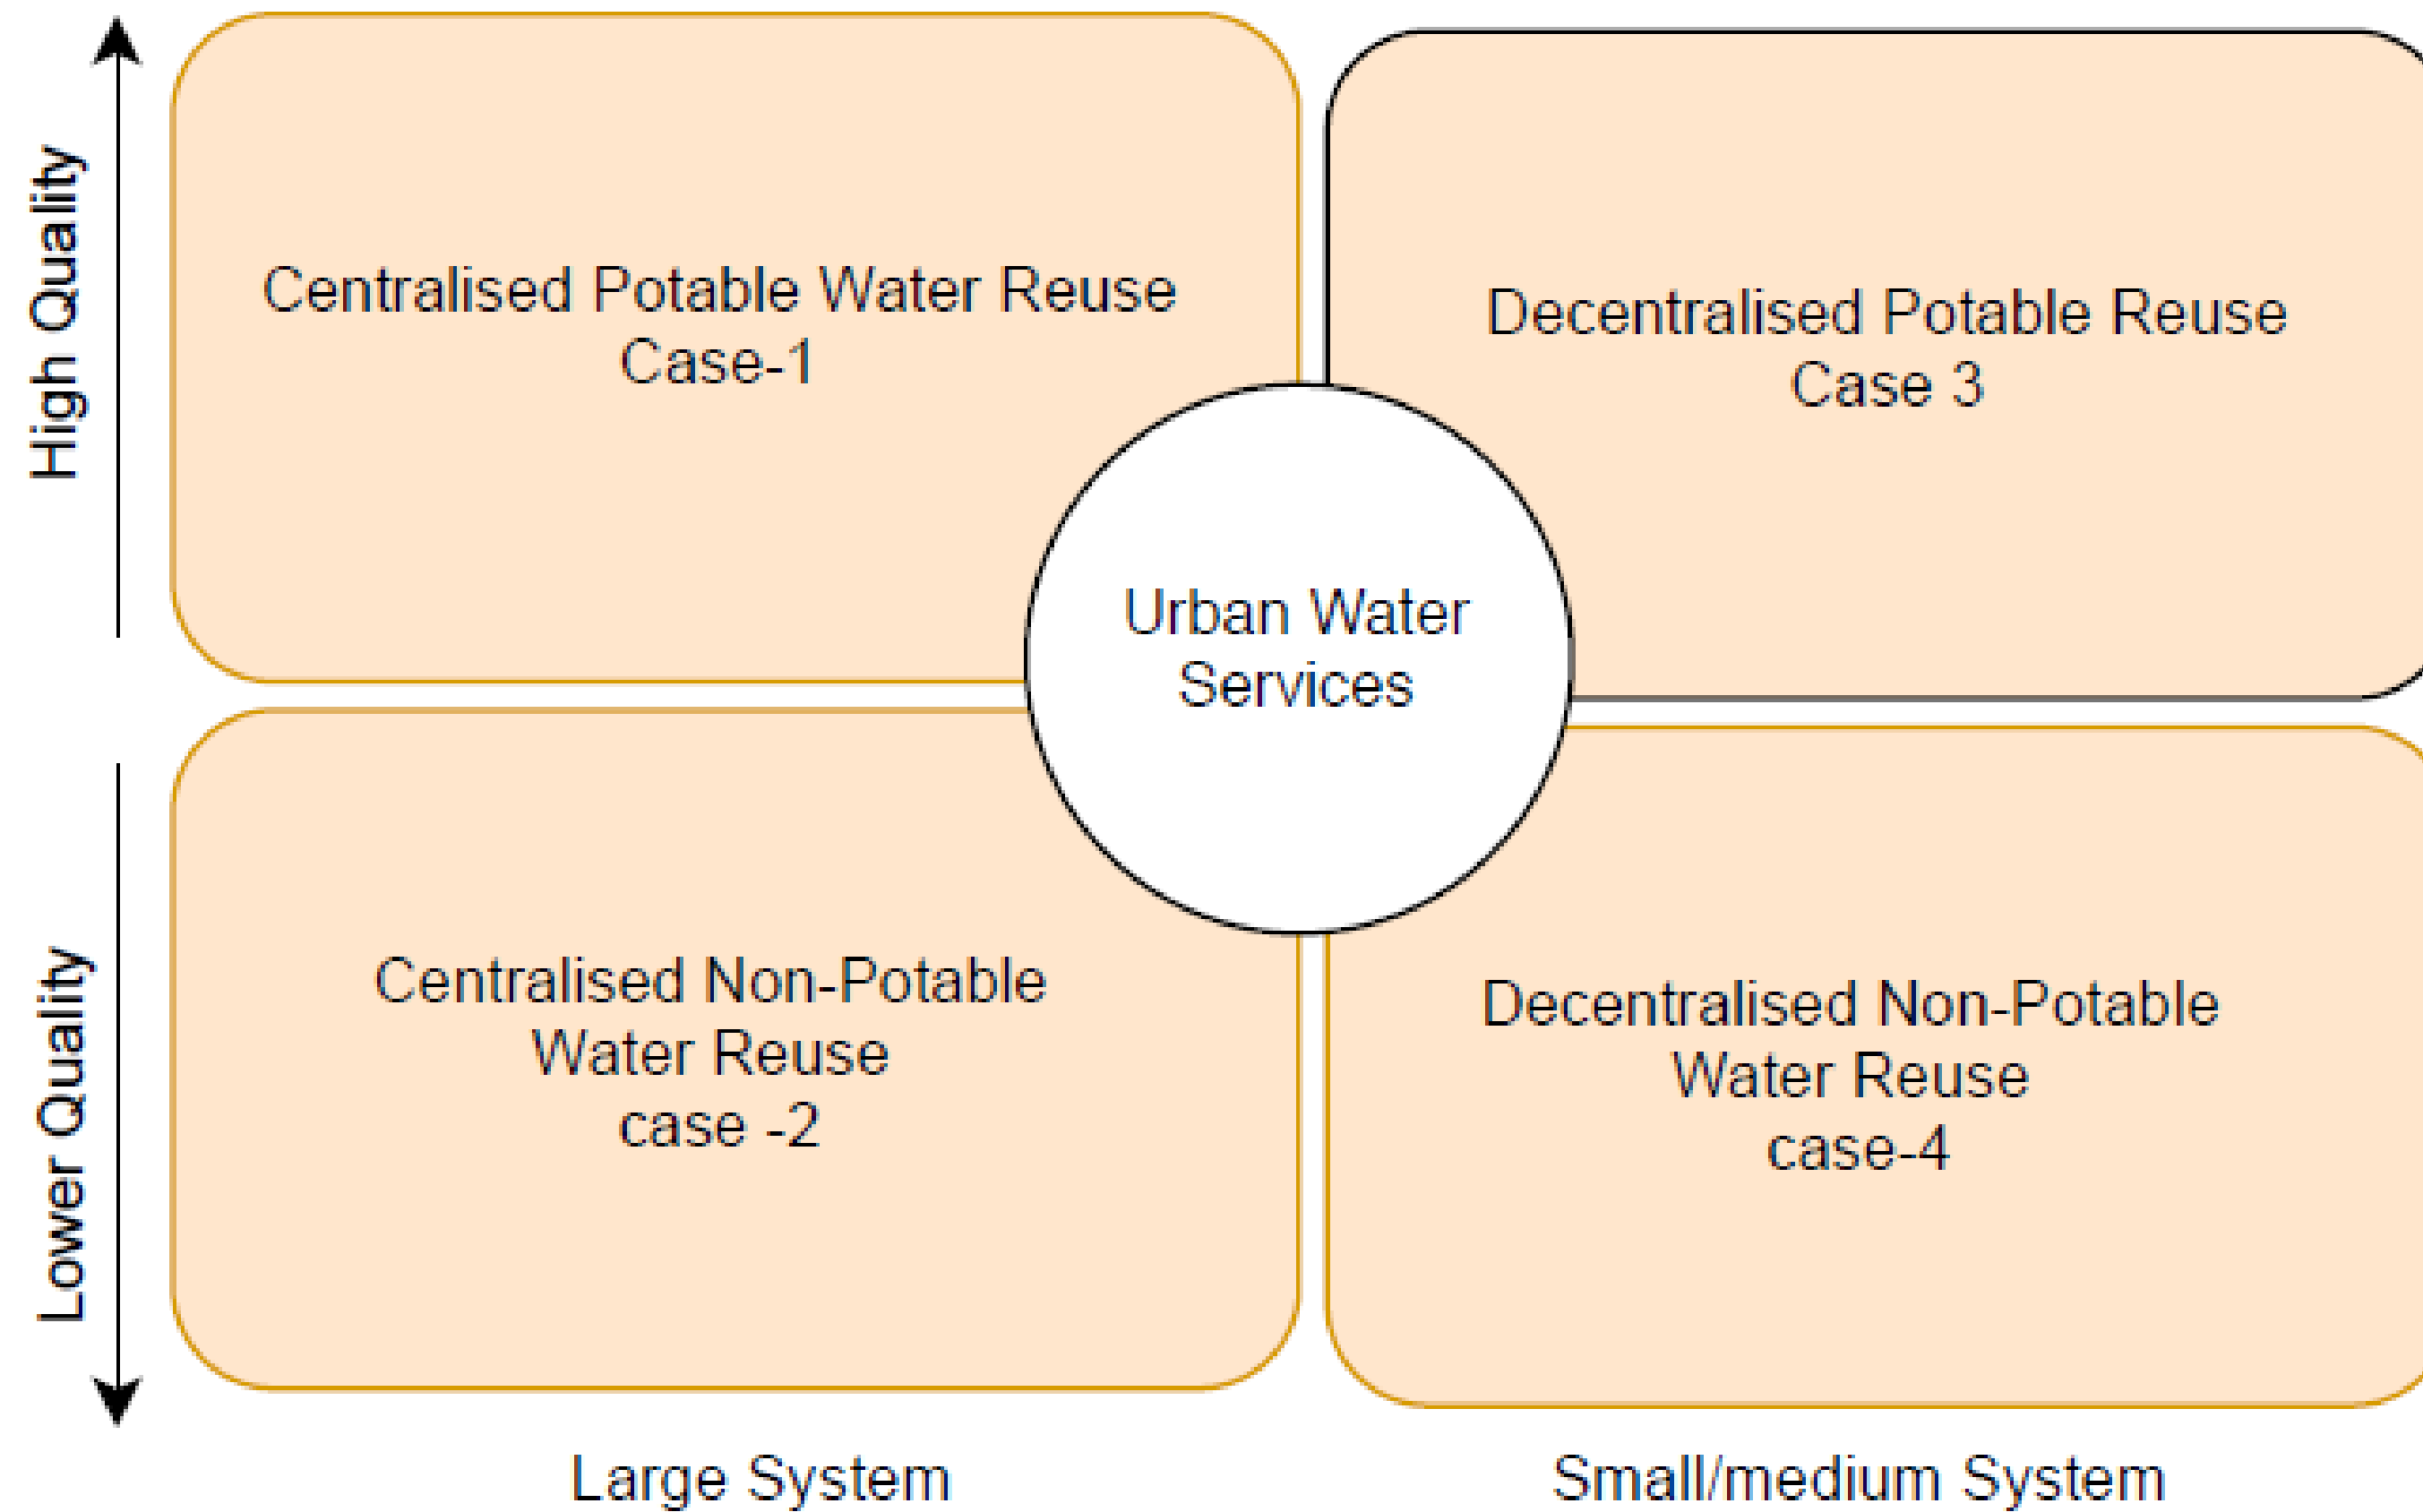 High Quality
Centralised Potable Water Reuse
Case-1
Decentralised Potable Reuse
Case 3
Urban Water
Services
Lower Quality
Centralised Non-Potable
Water Reuse
case -2
Decentralised Non-Potable
Water Reuse
case-4
Large System
Small/medium System